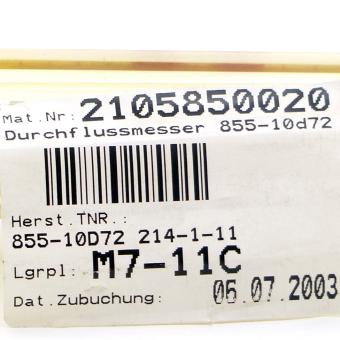 Mat.Nr: 2105850020
Durchflussmesser 855-10d72
Herst.TNR.:
855-10D72 214-1-11
Lgrpl: M7-11C
Dat.Zubuchung: 06.07.2003